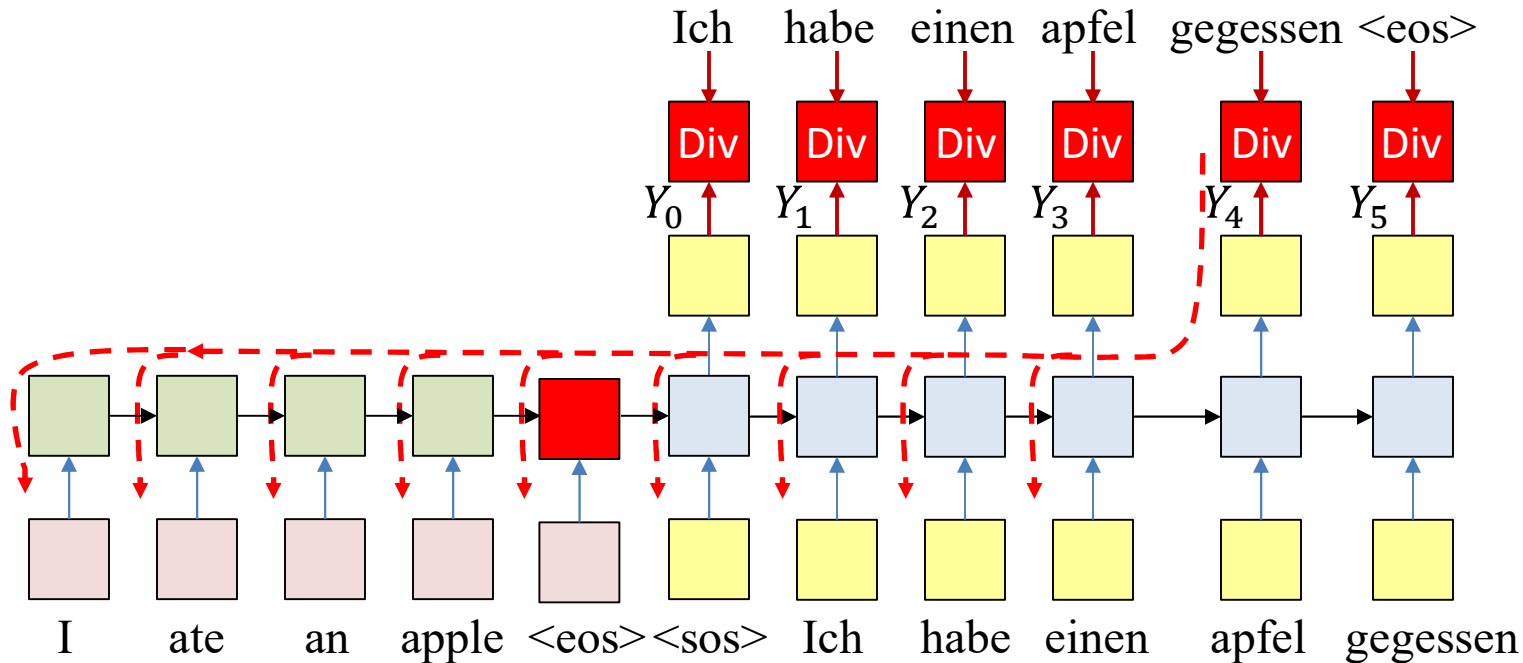 Ich habe einen apfel gegessen <eos>
Div Div Div Div Div Div
Y₀ Y₁ Y₂ Y₃ Y₄ Y₅
I ate an apple <eos> <sos> Ich habe einen apfel gegessen